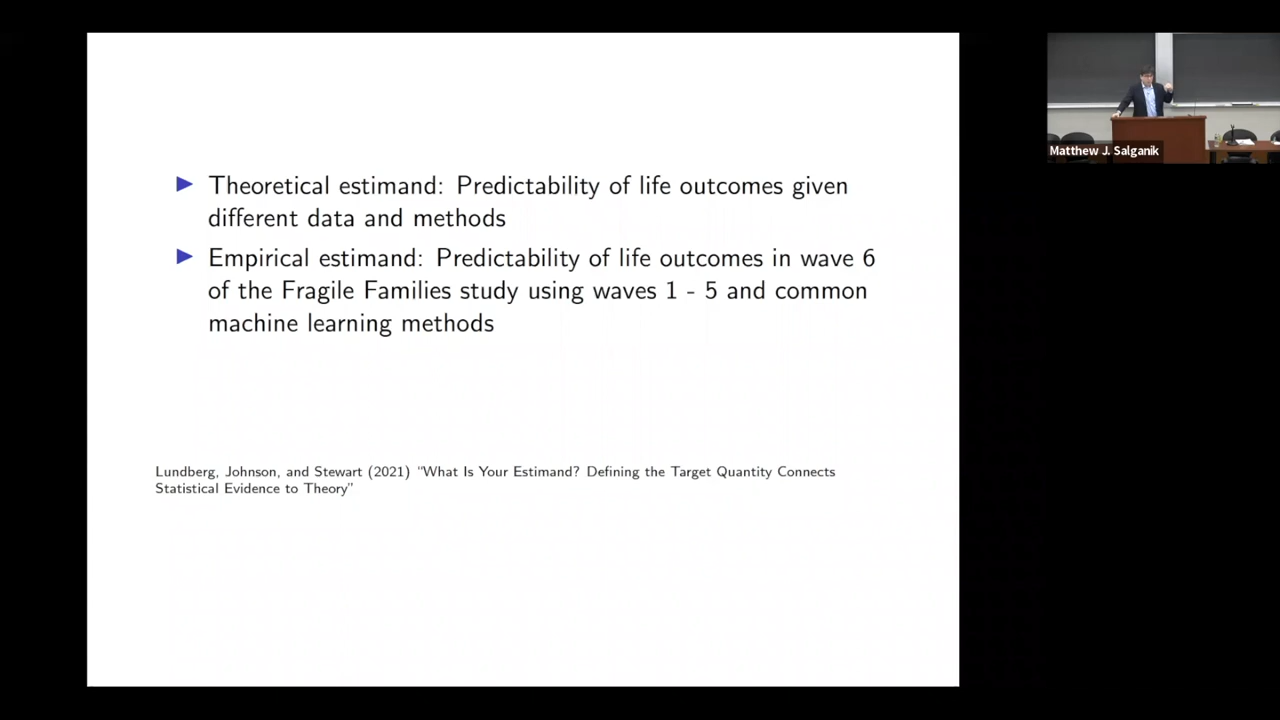 Theoretical estimand: Predictability of life outcomes given
different data and methods
Empirical estimand: Predictability of life outcomes in wave 6
of the Fragile Families study using waves 1 - 5 and common
machine learning methods
Lundberg, Johnson, and Stewart (2021) “What Is Your Estimand? Defining the Target Quantity Connects
Statistical Evidence to Theory”
Matthew J. Salganik